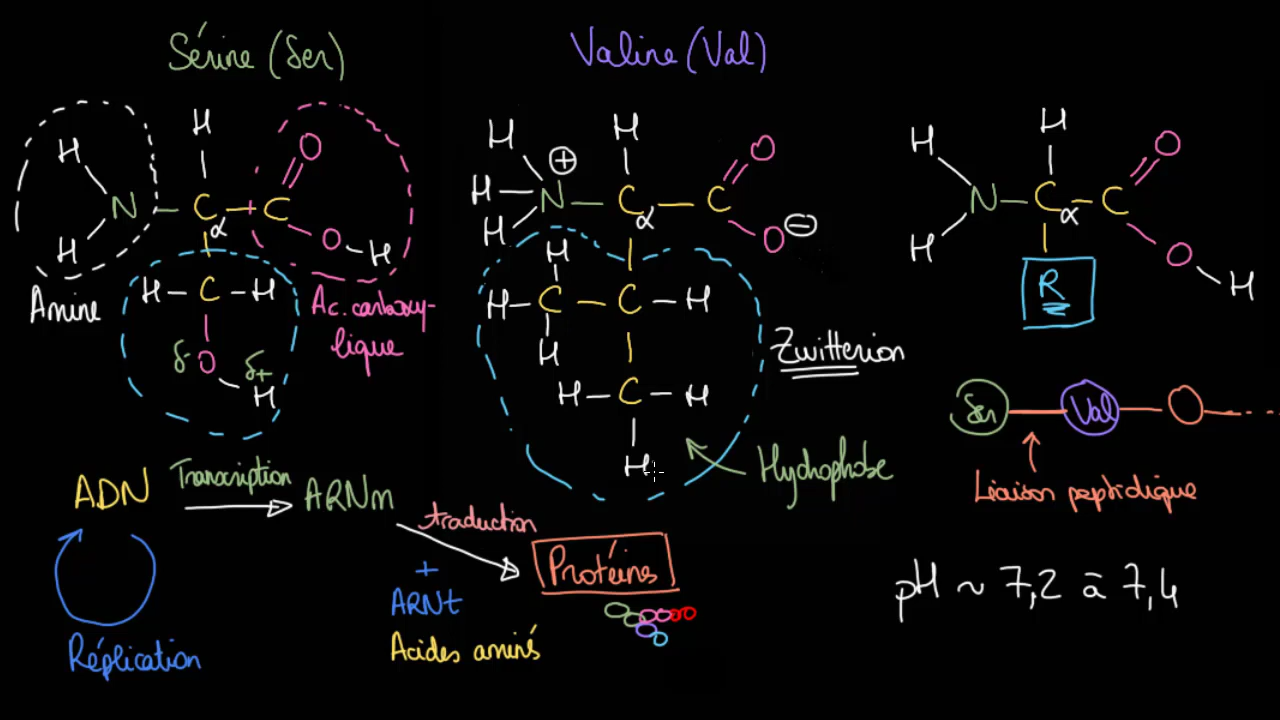 Sérine (Ser)
Valine (Val)
H
H
O
N
C
α
C
H
O
H
Amine
H
C
H
Ac. carboxy-
lique
δ-
O
δ+
H
H
H
⊕
O
H
N
C
α
C
H
O
⊖
H
H
C
C
H
H
H
C
H
H
Zwitterion
Hydrophobe
H
H
O
N
C
α
C
H
O
H
R
Ser
Val
Liaison peptidique
ADN
Transcription
ARNm
traduction
Protéines
+
ARNt
Acides aminés
Réplication
pH ~ 7,2 à 7,4